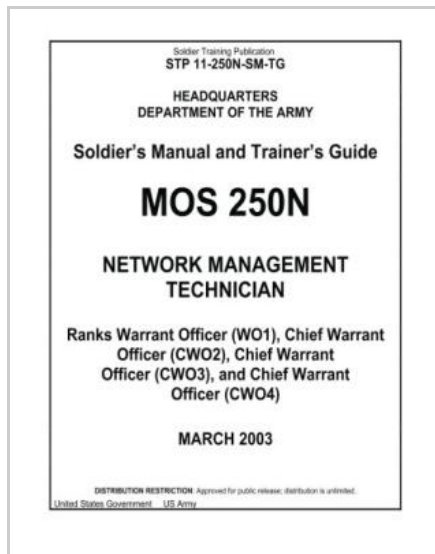 Soldier Training Publication
STP 11-250N-SM-TG
HEADQUARTERS
DEPARTMENT OF THE ARMY
Soldier's Manual and Trainer's Guide
MOS 250N
NETWORK MANAGEMENT
TECHNICIAN
Ranks Warrant Officer (WO1), Chief Warrant
Officer (CWO2), Chief Warrant
Officer (CWO3), and Chief Warrant
Officer (CWO4)
MARCH 2003
DISTRIBUTION RESTRICTION: Approved for public release; distribution is unlimited.
United States Government US Army